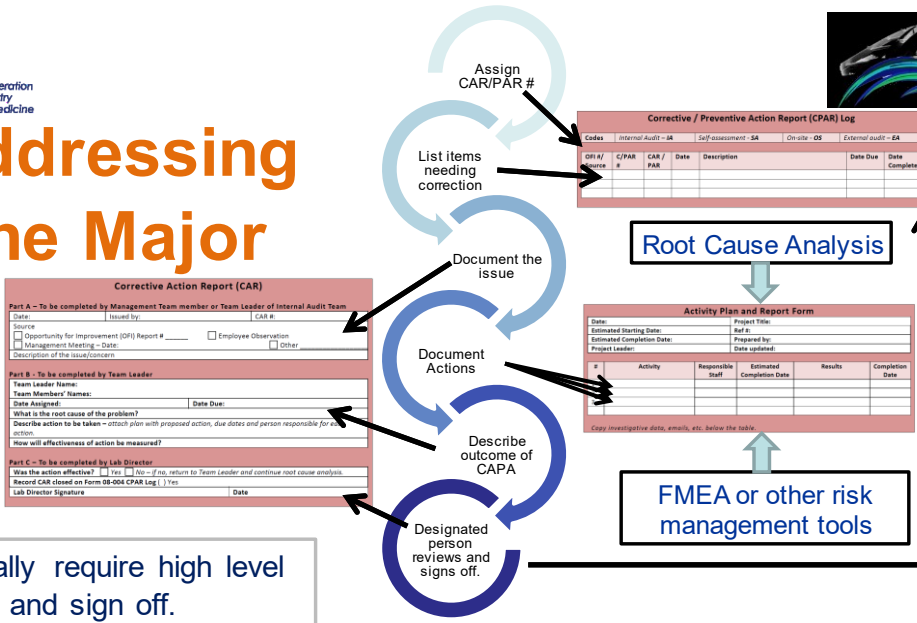 medicine
ddressing
he Major
Assign
CAR/PAR #
List items
needing
correction
Document the
issue
Document
Actions
Describe
outcome of
CAPA
Designated
person
reviews and
signs off.
Corrective / Preventive Action Report (CPAR) Log
Codes Internal Audit – IA Self-assessment - SA On-site - OS External audit – EA
OFI #/ Source C/PAR # CAR / PAR Date Description Date Due Date Complete
Root Cause Analysis
Activity Plan and Report Form
Date: Project Title:
Estimated Starting Date: Ref #:
Estimated Completion Date: Prepared by:
Project Leader: Date updated:
# Activity Responsible Staff Estimated Completion Date Results Completion Date
Copy investigative data, emails, etc. below the table.
FMEA or other risk
management tools
Corrective Action Report (CAR)
Part A – To be completed by Management Team member or Team Leader of Internal Audit Team
Date: Issued by: CAR #:
Source
Opportunity for Improvement (OFI) Report # ______ Employee Observation
Management Meeting – Date: Other
Description of the issue/concern
Part B - To be completed by Team Leader
Team Leader Name:
Team Members' Names:
Date Assigned: Date Due:
What is the root cause of the problem?
Describe action to be taken – attach plan with proposed action, due dates and person responsible for
action.
How will effectiveness of action be measured?
Part C – To be completed by Lab Director
Was the action effective? Yes No – if no, return to Team Leader and continue root cause analysis.
Record CAR closed on Form 08-004 CPAR Log ( ) Yes
Lab Director Signature Date
ally require high level
and sign off.